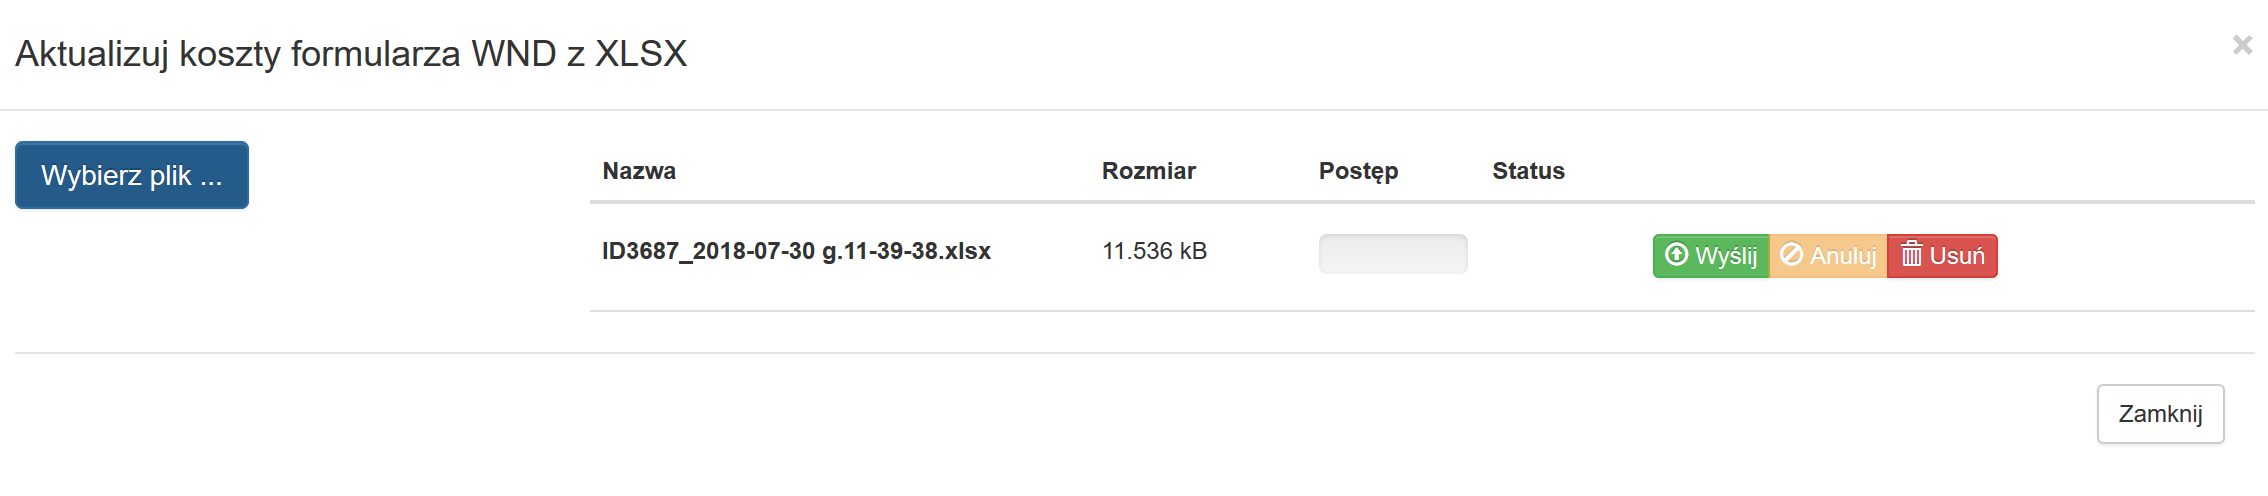 Aktualizuj koszty formularza WND z XLSX
×
Wybierz plik ...
Nazwa Rozmiar Postęp Status
ID3687_2018-07-30 g.11-39-38.xlsx 11.536 kB Wyślij Anuluj Usuń
Zamknij